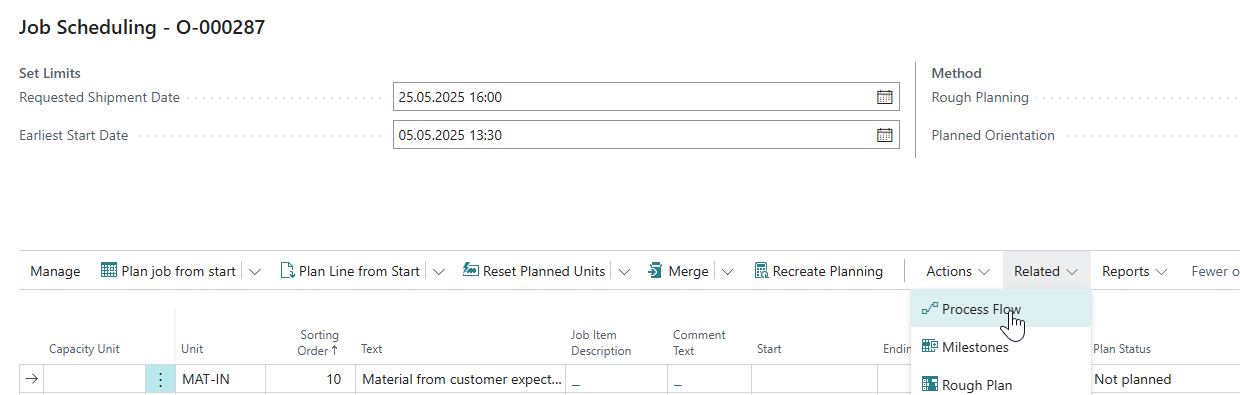 Job Scheduling - O-000287
Set Limits
Method
Requested Shipment Date
25.05.2025 16:00
Rough Planning
Earliest Start Date
05.05.2025 13:30
Planned Orientation
Manage Plan job from start Plan Line from Start Reset Planned Units Merge Recreate Planning Actions Related Reports Fewer o
Process Flow
Milestones
Rough Plan
Capacity Unit Unit Sorting Order ↑ Text Job Item Description Comment Text Start Endin Plan Status
MAT-IN 10 Material from customer expect... _ _ Not planned